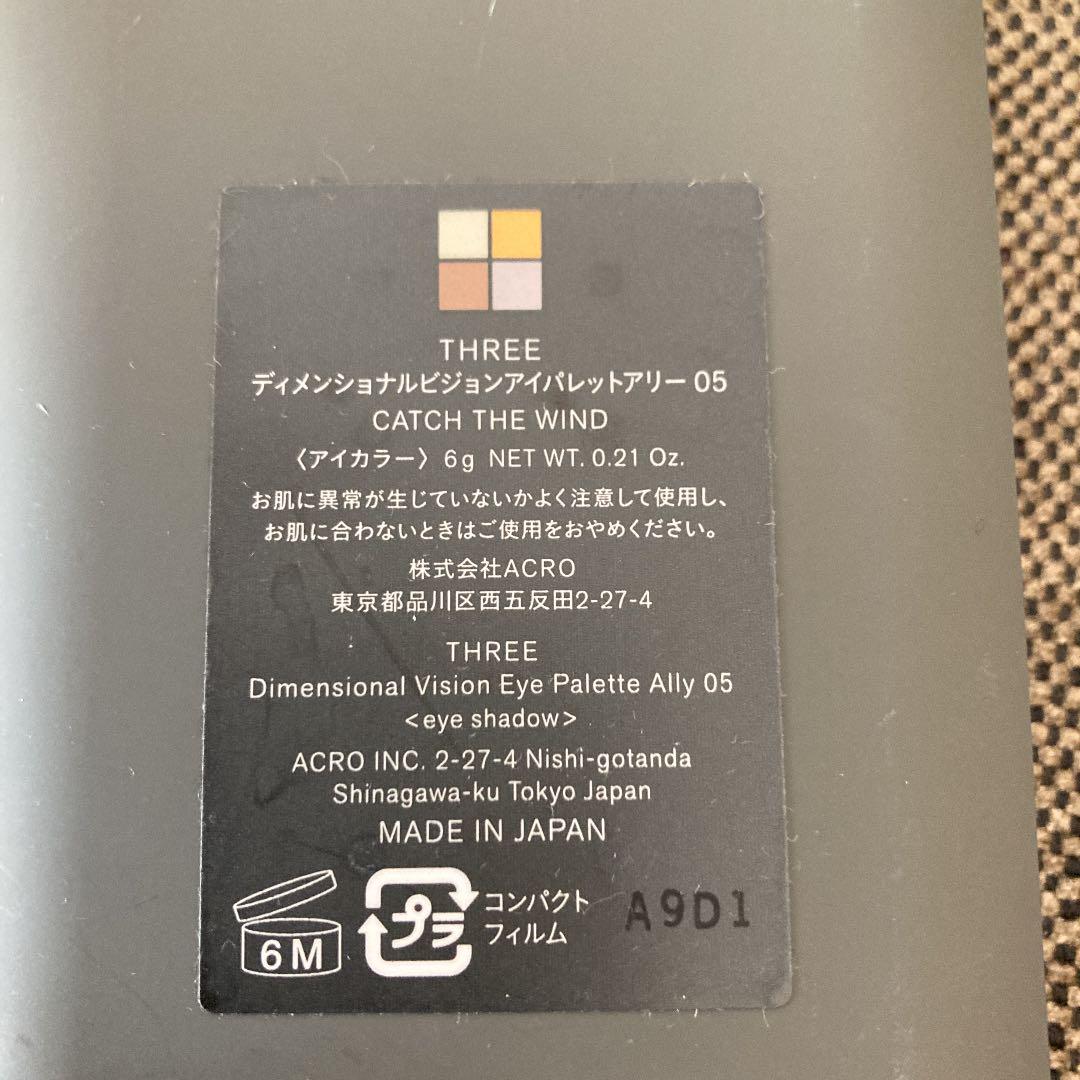 THREE
ディメンショナルビジョンアイパレットアリー 05
CATCH THE WIND
〈アイカラー〉 6g NET WT. 0.21 Oz.
お肌に異常が生じていないかよく注意して使用し、
お肌に合わないときはご使用をおやめください。
株式会社ACRO
東京都品川区西五反田2-27-4
THREE
Dimensional Vision Eye Palette Ally 05
<eye shadow>
ACRO INC. 2-27-4 Nishi-gotanda
Shinagawa-ku Tokyo Japan
MADE IN JAPAN
6M
プラ
コンパクト
フィルム
A9D1